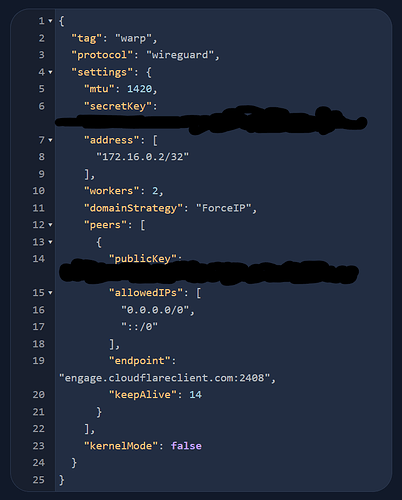 1 {
2 "tag": "warp",
3 "protocol": "wireguard",
4 "settings": {
5 "mtu": 1420,
6 "secretKey":
7 "address": [
8 "172.16.0.2/32"
9 ],
10 "workers": 2,
11 "domainStrategy": "ForceIP",
12 "peers": [
13 {
14 "publicKey":
15 "allowedIPs": [
16 "0.0.0.0/0",
17 "::/0"
18 ],
19 "endpoint":
"engage.cloudflareclient.com:2408",
20 "keepAlive": 14
21 }
22 ],
23 "kernelMode": false
24 }
25 }